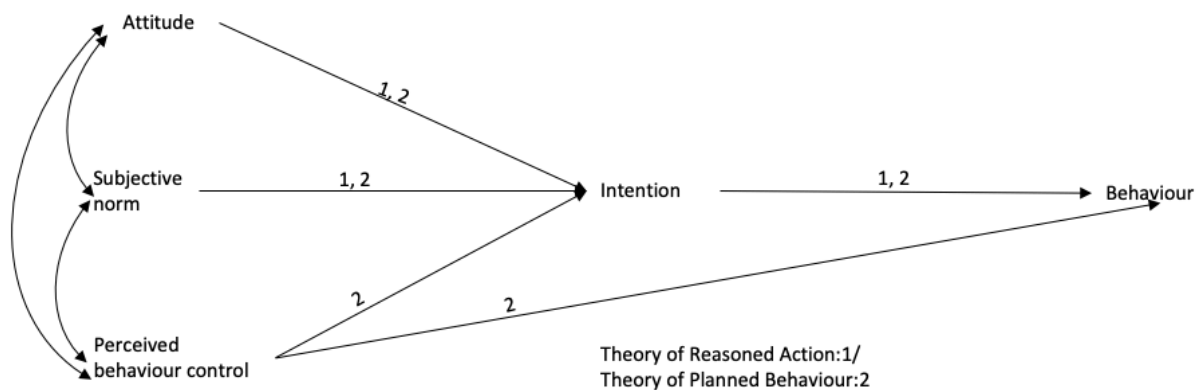 Attitude
1, 2
Subjective
norm
1, 2
Intention
1, 2
Behaviour
2
2
Perceived
behaviour control
Theory of Reasoned Action:1/
Theory of Planned Behaviour:2